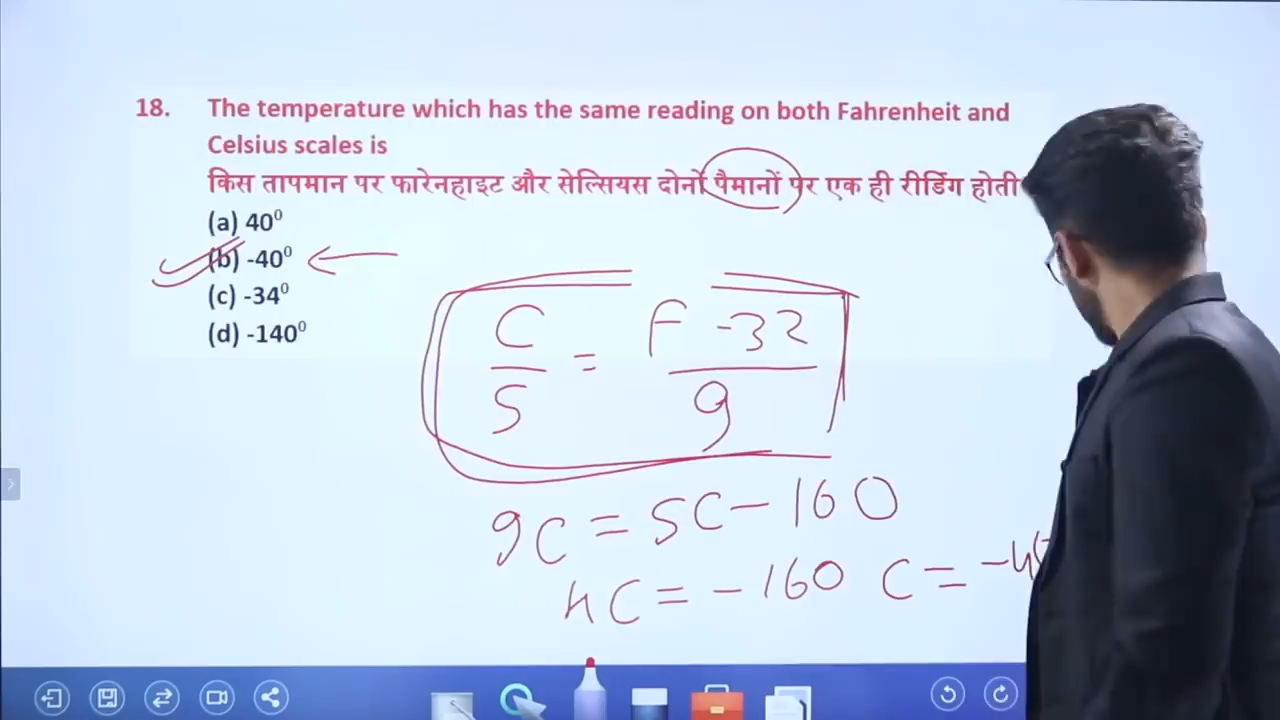 18. The temperature which has the same reading on both Fahrenheit and
Celsius scales is
किस तापमान पर फारेनहाइट और सेल्सियस दोनों पैमानों पर एक ही रीडिंग होती
(a) 40⁰
(b) -40⁰
(c) -34⁰
(d) -140⁰
C/5 = F -32/9
9C = 5C - 160
4C = - 160 C = -40